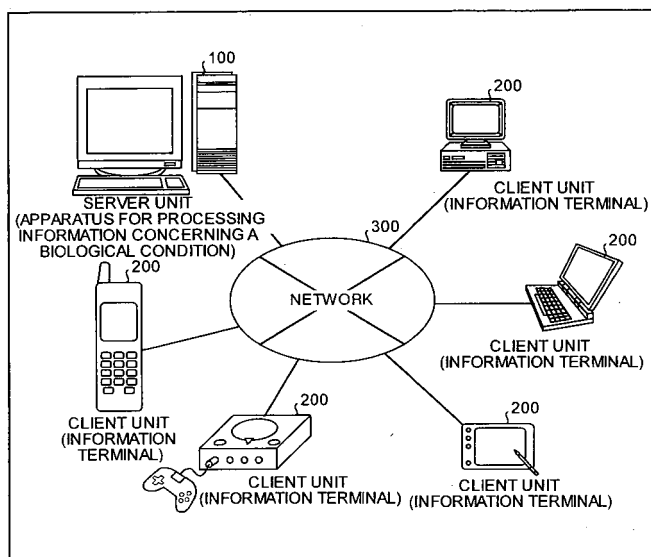 100
SERVER UNIT
(APPARATUS FOR PROCESSING
INFORMATION CONCERNING A
BIOLOGICAL CONDITION)
200
CLIENT UNIT
(INFORMATION TERMINAL)
300
NETWORK
200
CLIENT UNIT
(INFORMATION TERMINAL)
200
CLIENT UNIT
(INFORMATION
TERMINAL)
200
CLIENT UNIT
(INFORMATION TERMINAL)
200
CLIENT UNIT
(INFORMATION TERMINAL)